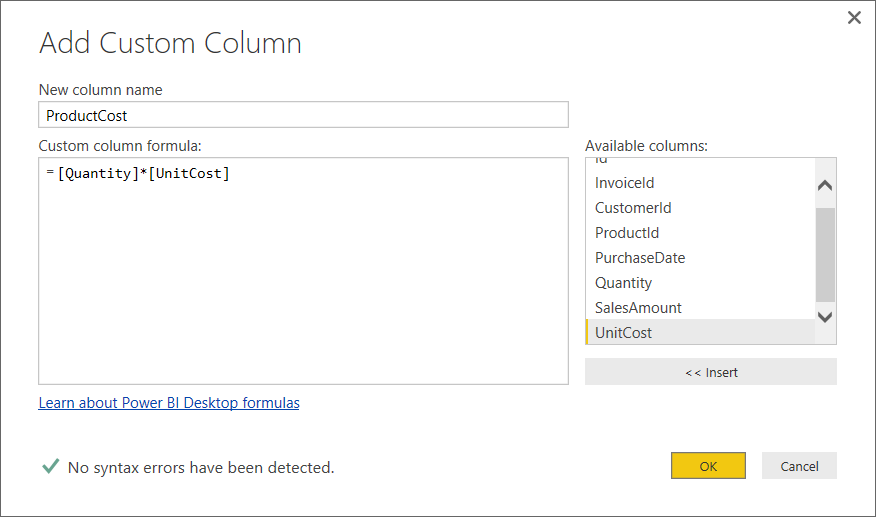 Add Custom Column
New column name
ProductCost
Custom column formula:
= [Quantity]*[UnitCost]
Available columns:
Id
InvoiceId
CustomerId
ProductId
PurchaseDate
Quantity
SalesAmount
UnitCost
<< Insert
Learn about Power BI Desktop formulas
No syntax errors have been detected.
OK
Cancel